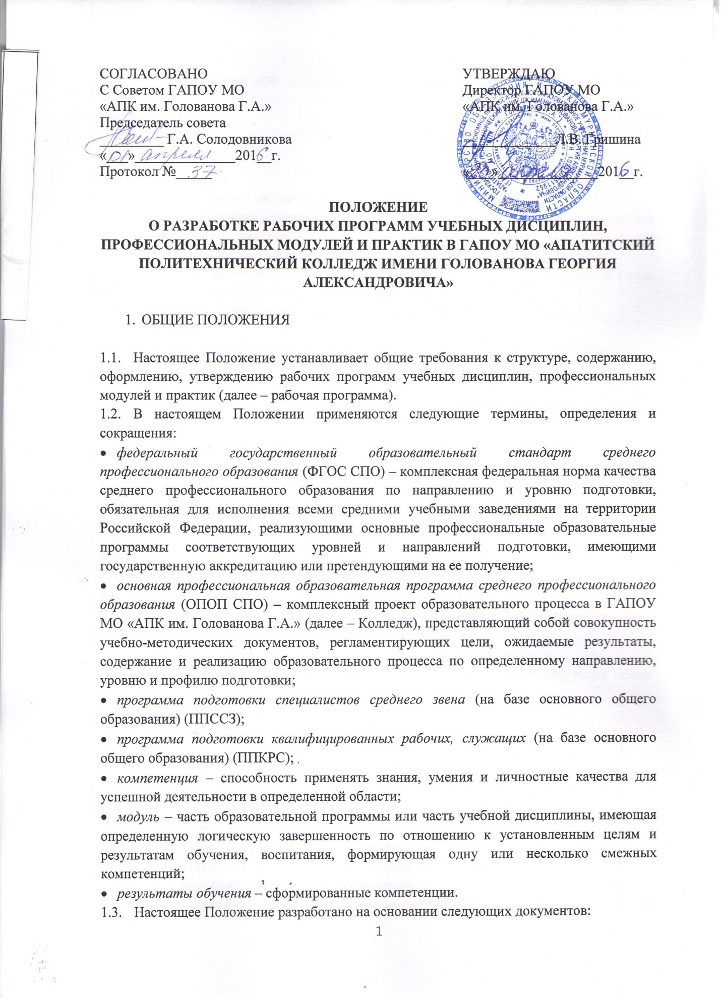 СОГЛАСОВАНО
С Советом ГАПОУ МО
«АПК им. Голованова Г.А.»
Председатель совета
_________Г.А. Солодовникова
«01»апреля 2016 г.
Протокол № 37
УТВЕРЖДАЮ
Директор ГАПОУ МО
«АПК им. Голованова Г.А.»
_________Л.В. Гришина
2016 г.
ПОЛОЖЕНИЕ
О РАЗРАБОТКЕ РАБОЧИХ ПРОГРАММ УЧЕБНЫХ ДИСЦИПЛИН,
ПРОФЕССИОНАЛЬНЫХ МОДУЛЕЙ И ПРАКТИК В ГАПОУ МО «АПАТИТСКИЙ
ПОЛИТЕХНИЧЕСКИЙ КОЛЛЕДЖ ИМЕНИ ГОЛОВАНОВА ГЕОРГИЯ
АЛЕКСАНДРОВИЧА»
1. ОБЩИЕ ПОЛОЖЕНИЯ
1.1. Настоящее Положение устанавливает общие требования к структуре, содержанию,
оформлению, утверждению рабочих программ учебных дисциплин, профессиональных
модулей и практик (далее – рабочая программа).
1.2. В настоящем Положении применяются следующие термины, определения и
сокращения:
• федеральный государственный образовательный стандарт среднего
профессионального образования (ФГОС СПО) – комплексная федеральная норма качества
среднего профессионального образования по направлению и уровню подготовки,
обязательная для исполнения всеми средними учебными заведениями на территории
Российской Федерации, реализующими основные профессиональные образовательные
программы соответствующих уровней и направлений подготовки, имеющими
государственную аккредитацию или претендующими на ее получение;
• основная профессиональная образовательная программа среднего профессионального
образования (ОПОП СПО) – комплексный проект образовательного процесса в ГАПОУ
МО «АПК им. Голованова Г.А.» (далее – Колледж), представляющий собой совокупность
учебно-методических документов, регламентирующих цели, ожидаемые результаты,
содержание и реализацию образовательного процесса по определенному направлению,
уровню и профилю подготовки;
• программа подготовки специалистов среднего звена (на базе основного общего
образования) (ППССЗ);
• программа подготовки квалифицированных рабочих, служащих (на базе основного
общего образования) (ППКРС);
• компетенция – способность применять знания, умения и личностные качества для
успешной деятельности в определенной области;
• модуль – часть образовательной программы или часть учебной дисциплины, имеющая
определенную логическую завершенность по отношению к установленным целям и
результатам обучения, воспитания, формирующая одну или несколько смежных
компетенций;
• результаты обучения – сформированные компетенции.
1.3. Настоящее Положение разработано на основании следующих документов:
1